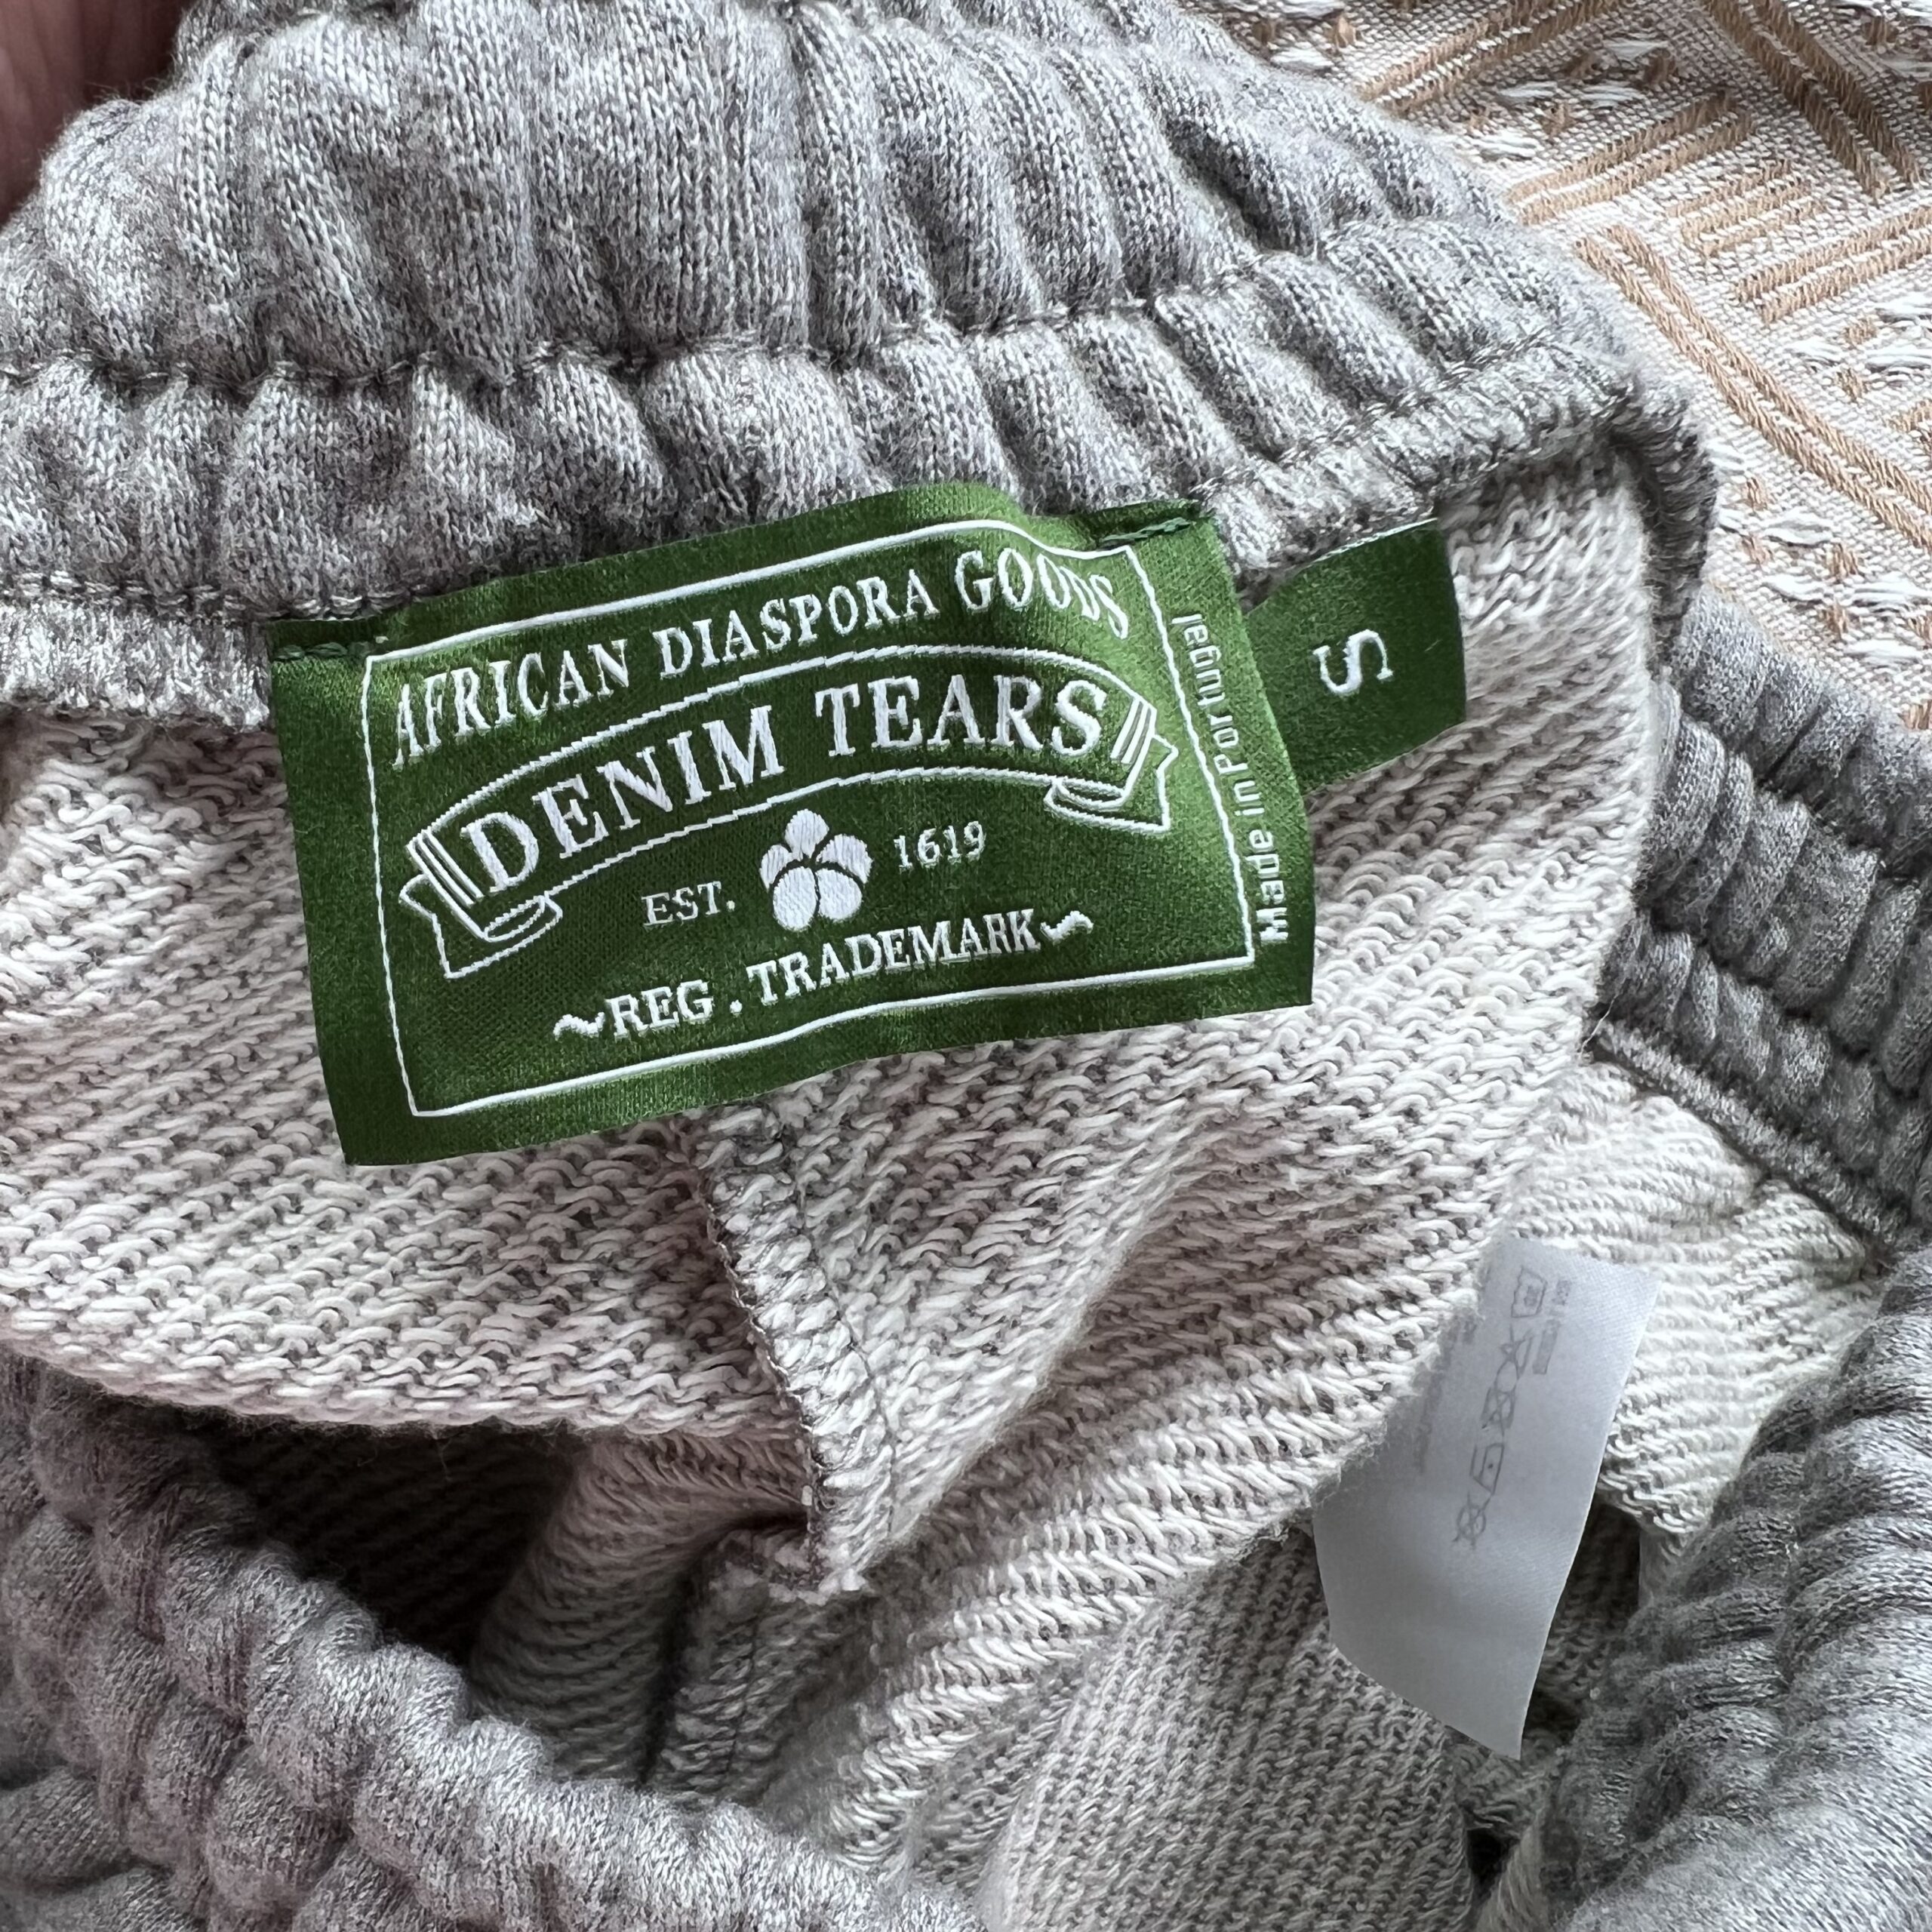 AFRICAN DIASPORA GOODS
DENIM TEARS
EST. 1619
~REG. TRADEMARK~
Made in Portugal
S